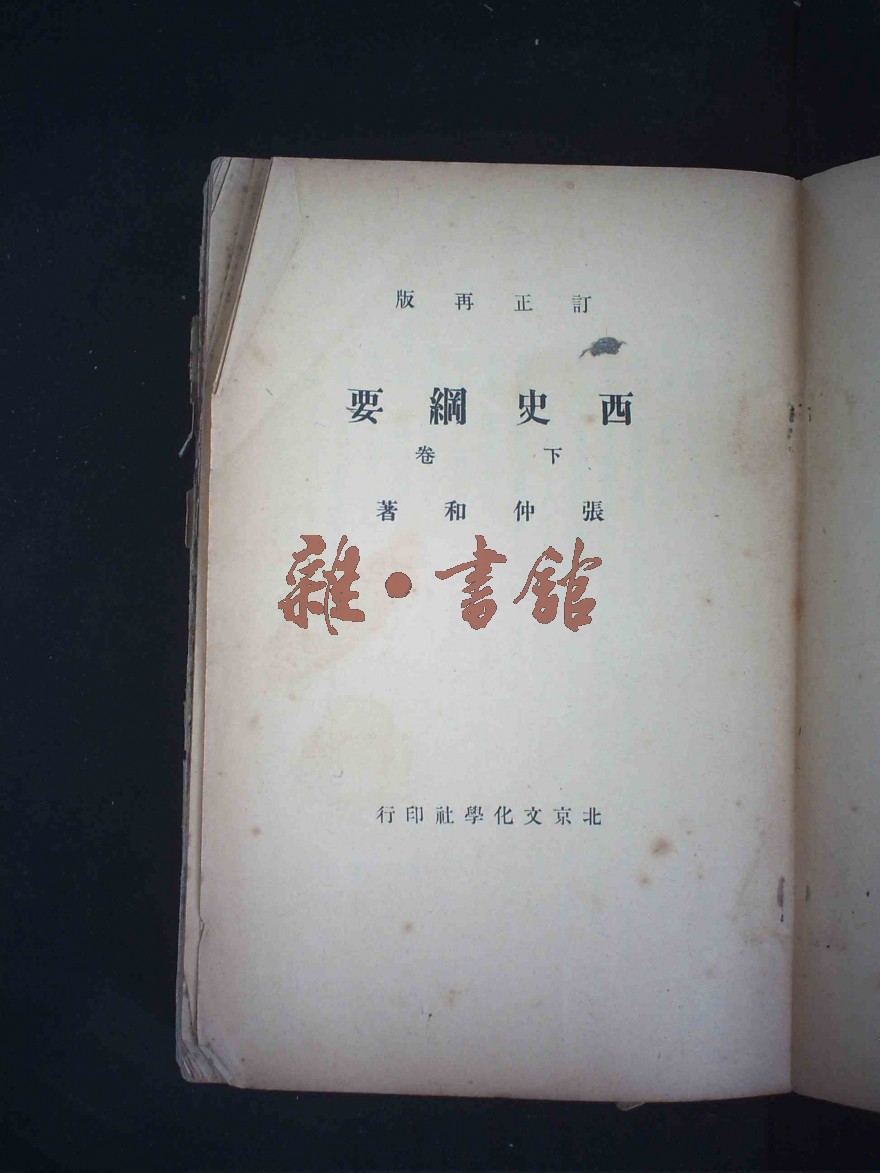 訂正再版
西史綱要
下卷
張仲和著
雜·書館
北京文化學社印行